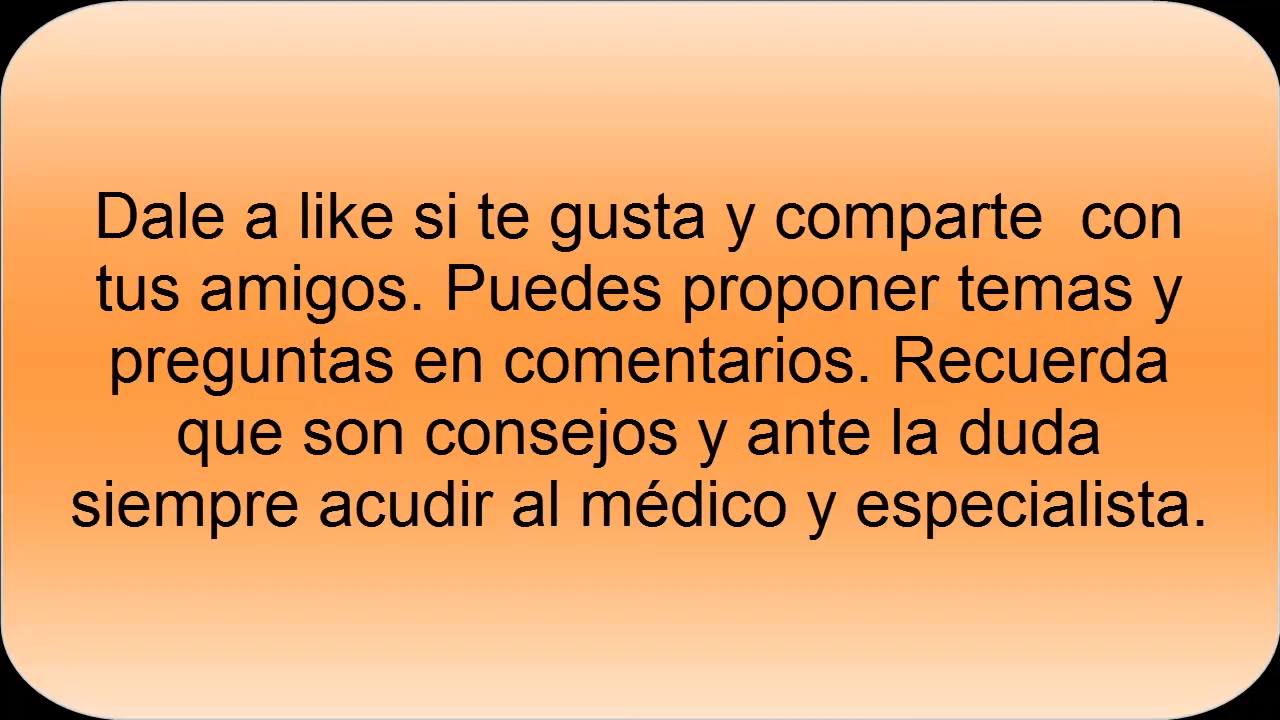 Dale a like si te gusta y comparte  con
tus amigos. Puedes proponer temas y
preguntas en comentarios. Recuerda
que son consejos y ante la duda
siempre acudir al médico y especialista.